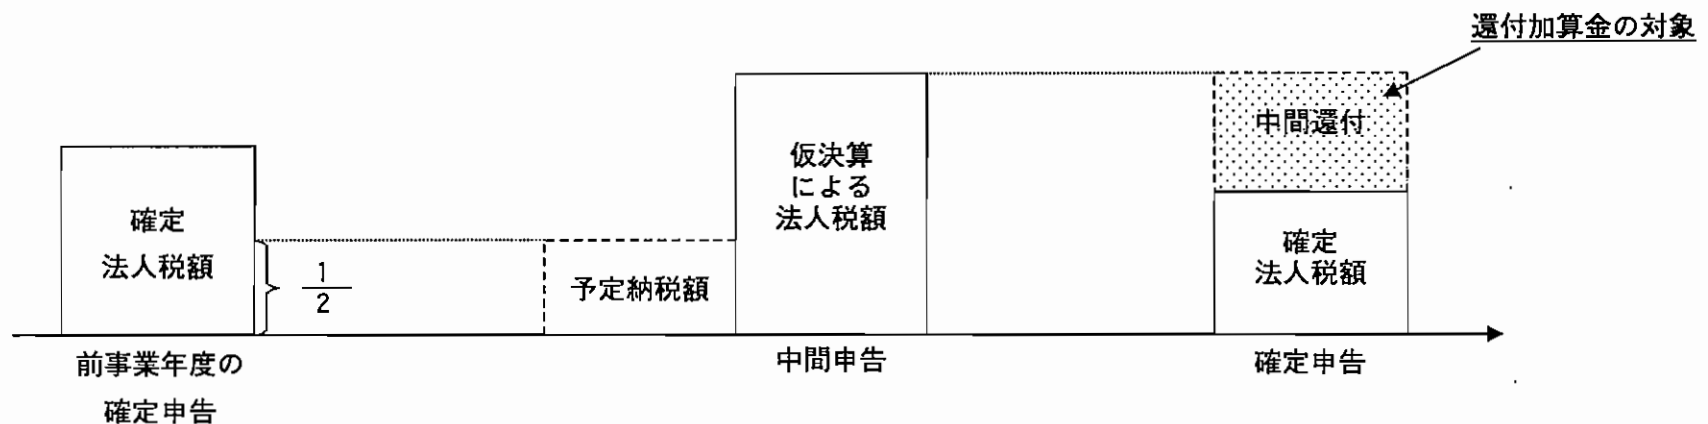 還付加算金の対象
中間還付
仮決算
による
法人税額
確定
法人税額
1
2
予定納税額
確定
法人税額
前事業年度の
確定申告
中間申告
確定申告